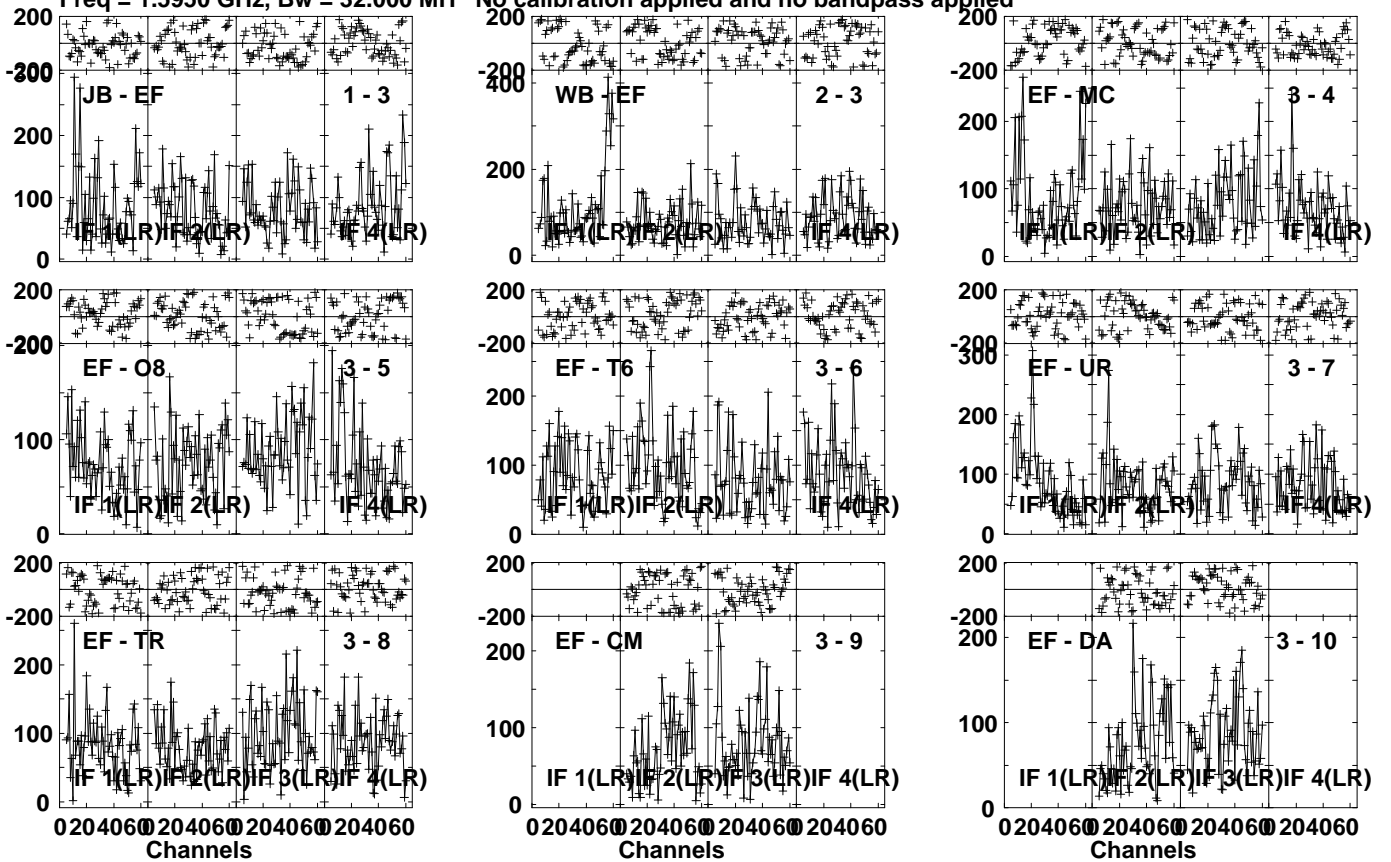 Freq = 1.5950 GHz, Bw = 32.000 MH No calibration applied and no bandpass applied
200
-200
300
200
100
0
JB - EF 1 - 3
IF 1(LR) IF 2(LR) IF 4(LR)
200
-200
400
200
0
WB - EF 2 - 3
IF 1(LR) IF 2(LR) IF 4(LR)
200
-200
200
100
0
EF - MC 3 - 4
IF 1(LR) IF 2(LR) IF 4(LR)
200
-200
200
100
0
EF - O8 3 - 5
IF 1(LR) IF 2(LR) IF 4(LR)
200
-200
200
100
0
EF - T6 3 - 6
IF 1(LR) IF 2(LR) IF 4(LR)
200
-200
300
200
100
0
EF - UR 3 - 7
IF 1(LR) IF 2(LR) IF 4(LR)
200
-200
200
100
0
EF - TR 3 - 8
IF 1(LR) IF 2(LR) IF 3(LR) IF 4(LR)
0 20 40 60 0 20 40 60 0 20 40 60 0 20 40 60
Channels
200
-200
200
100
0
EF - CM 3 - 9
IF 1(LR) IF 2(LR) IF 3(LR) IF 4(LR)
0 20 40 60 0 20 40 60 0 20 40 60 0 20 40 60
Channels
200
-200
200
100
0
EF - DA 3 - 10
IF 1(LR) IF 2(LR) IF 3(LR) IF 4(LR)
0 20 40 60 0 20 40 60 0 20 40 60 0 20 40 60
Channels